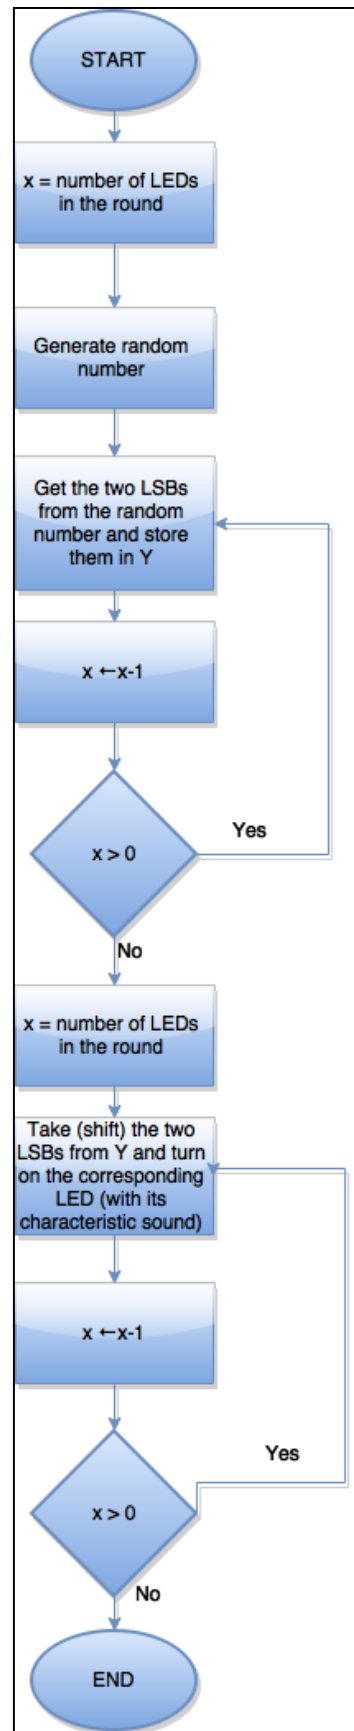 START
x = number of LEDs
in the round
Generate random
number
Get the two LSBs
from the random
number and store
them in Y
x ←x-1
x > 0
Yes
No
x = number of LEDs
in the round
Take (shift) the two
LSBs from Y and turn
on the corresponding
LED (with its
characteristic sound)
x ←x-1
x > 0
Yes
No
END